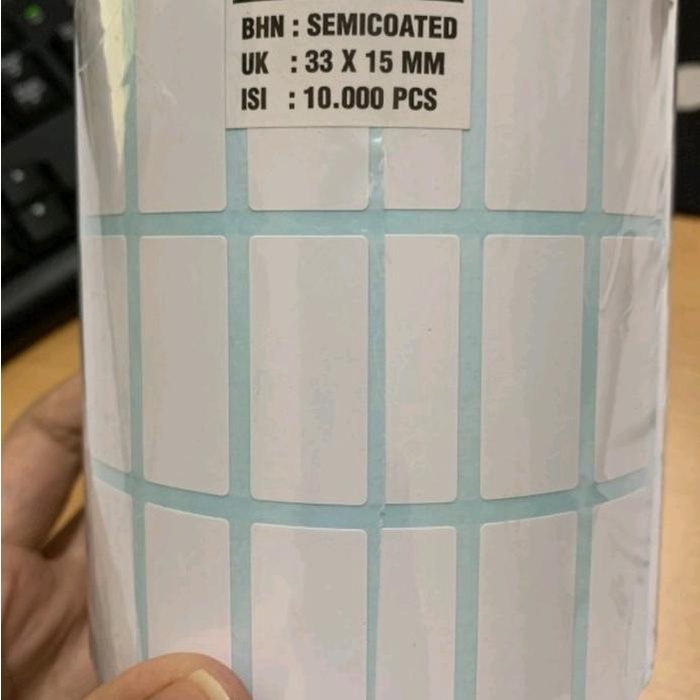 BHN : SEMICOATED
UK : 33 X 15 MM
ISI : 10.000 PCS